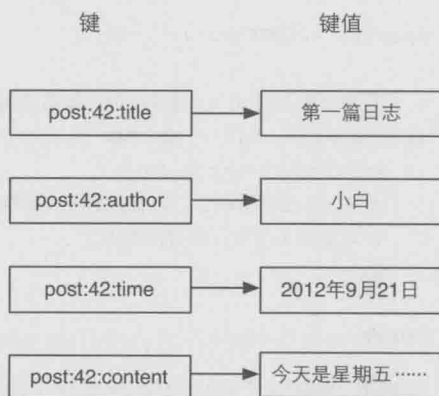 键 键值
post:42:title 第一篇日志
post:42:author 小白
post:42:time 2012年9月21日
post:42:content 今天是星期五……